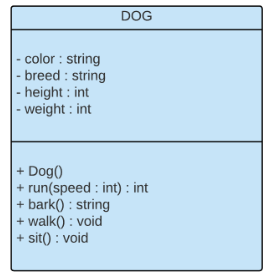 DOG
- color : string
- breed : string
- height : int
- weight : int
+ Dog()
+ run(speed : int) : int
+ bark() : string
+ walk() : void
+ sit() : void